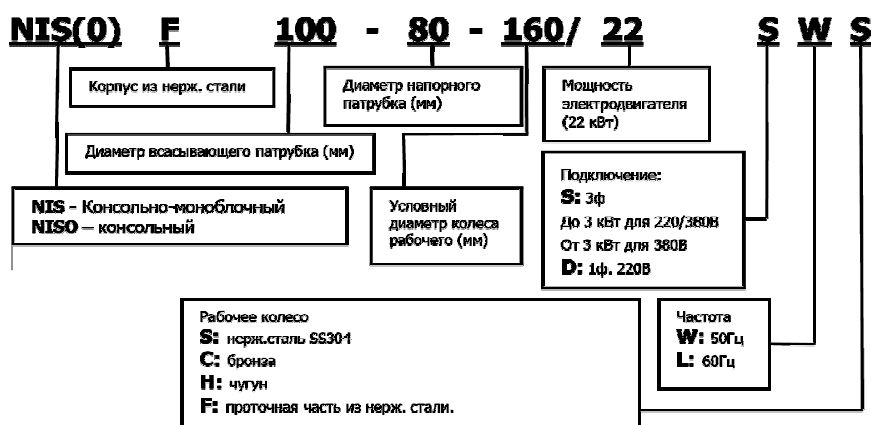 NIS(0) F 100 - 80 - 160/ 22 S W S
Корпус из нерж. стали
Диаметр напорного
патрубка (мм)
Мощность
электродвигателя
(22 кВт)
Диаметр всасывающего патрубка (мм)
NIS - Консольно-моноблочный
NISO – консольный
Условный
диаметр колеса
рабочего (мм)
Подключение:
S: 3ф
До 3 кВт для 220/380В
От 3 кВт для 380В
D: 1ф. 220В
Рабочее колесо
S: нерж.сталь SS304
C: бронза
H: чугун
F: проточная часть из нерж. стали.
Частота
W: 50Гц
L: 60Гц